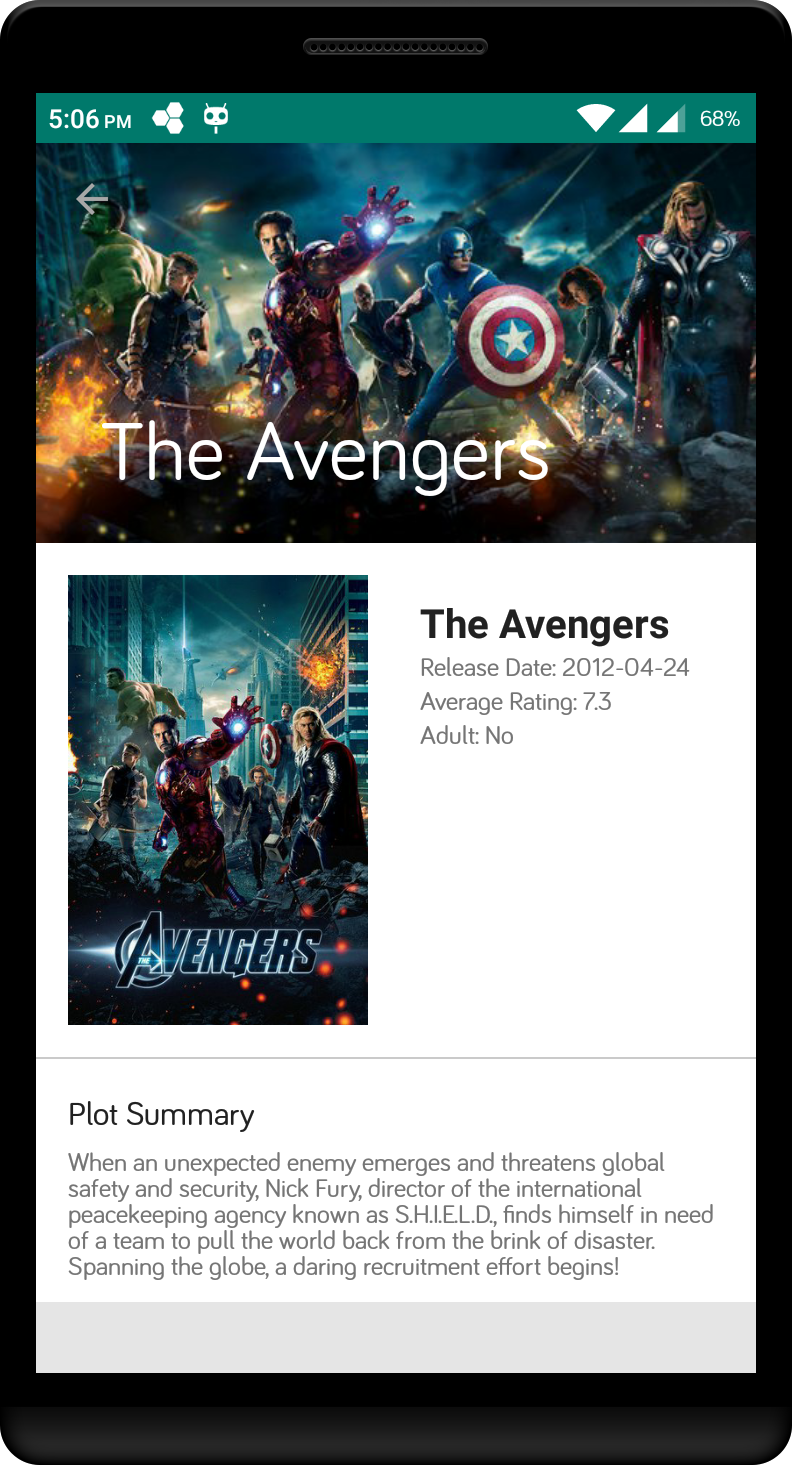 5:06 PM
68%
The Avengers
The Avengers
Release Date: 2012-04-24
Average Rating: 7.3
Adult: No
THE AVENGERS
Plot Summary
When an unexpected enemy emerges and threatens global
safety and security, Nick Fury, director of the international
peacekeeping agency known as S.H.I.E.L.D., finds himself in need
of a team to pull the world back from the brink of disaster.
Spanning the globe, a daring recruitment effort begins!